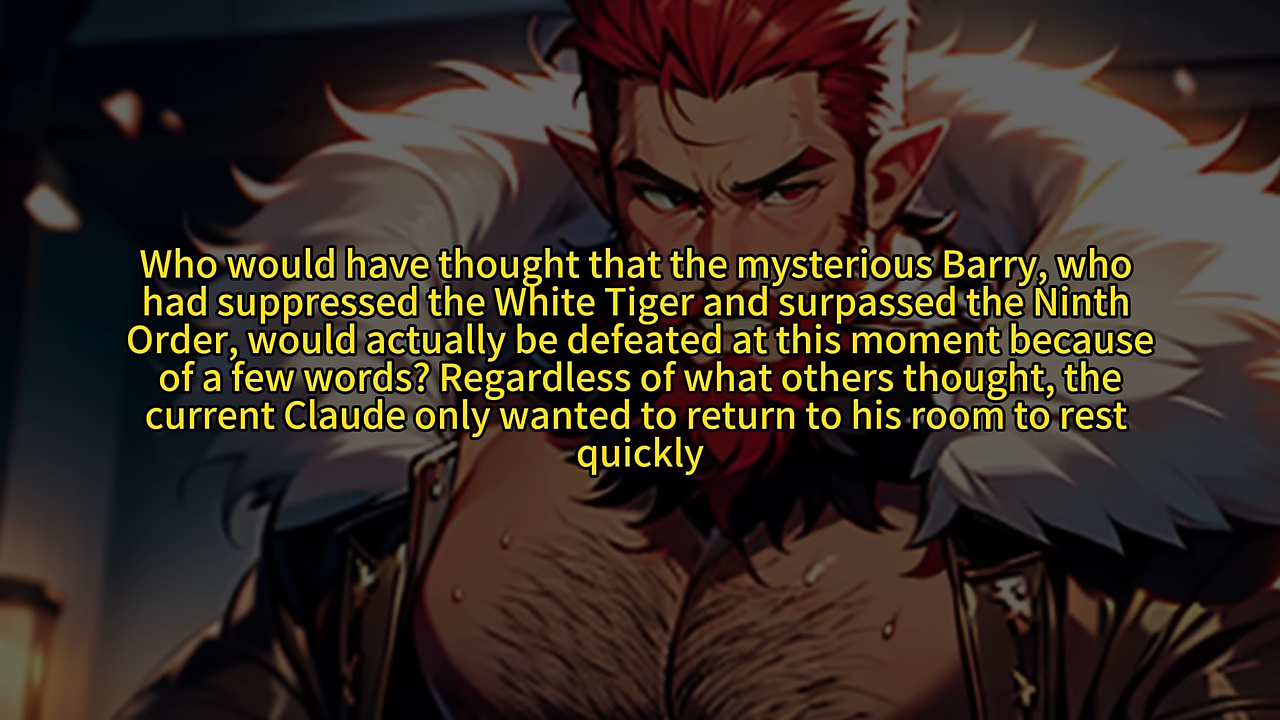 Who would have thought that the mysterious Barry, who
had suppressed the White Tiger and surpassed the Ninth
Order, would actually be defeated at this moment because
of a few words? Regardless of what others thought, the
current Claude only wanted to return to his room to rest
quickly